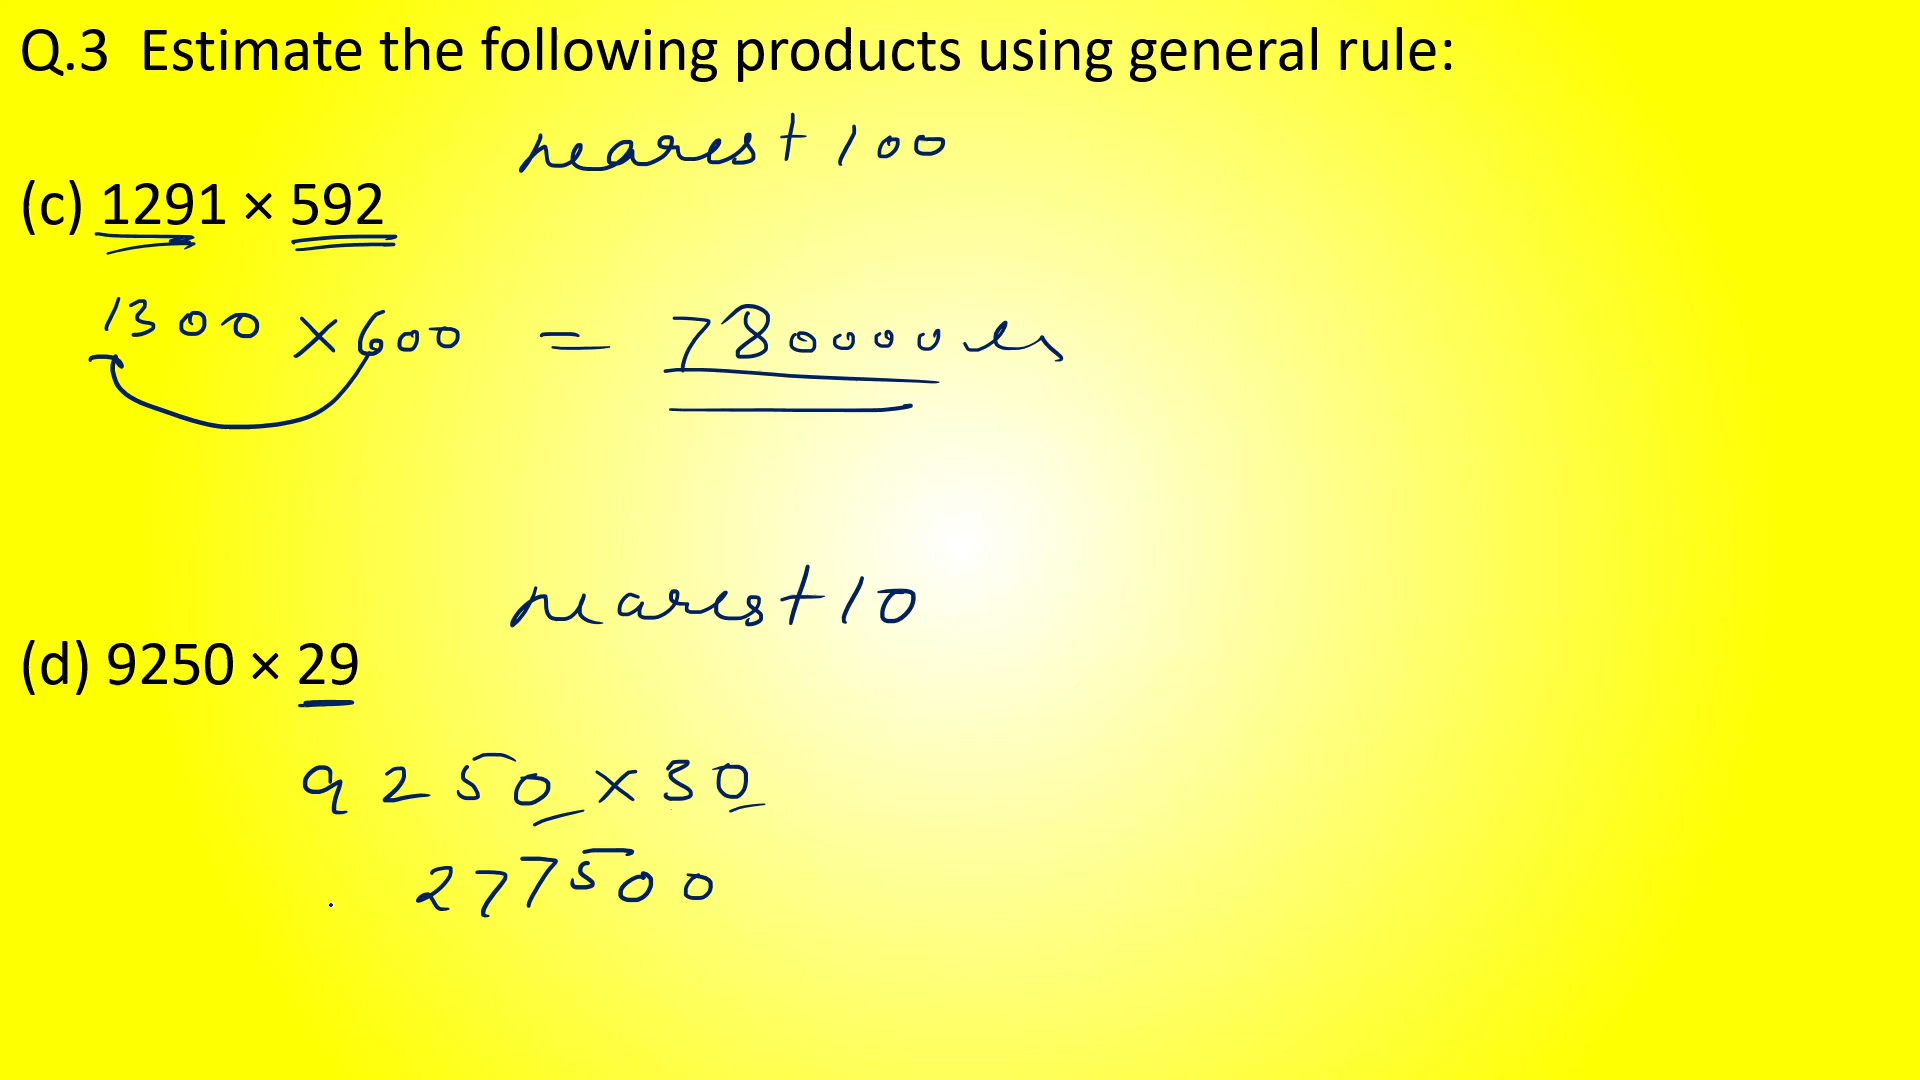 Q.3 Estimate the following products using general rule:
nearest 100
(c) 1291 × 592
1300 × 600 = 780000
nearest 10
(d) 9250 × 29
9250 × 30
277500